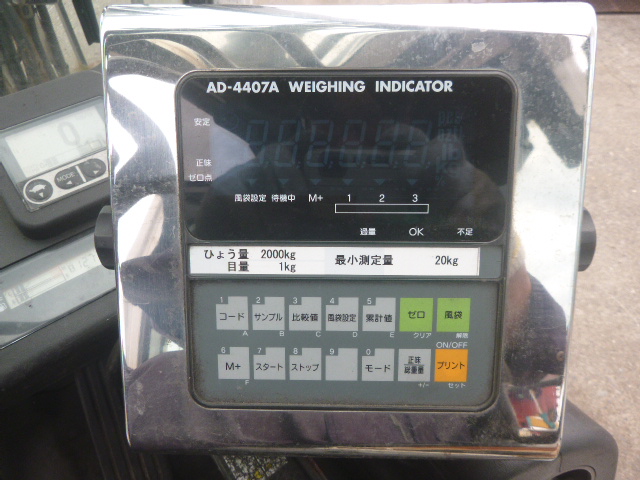 AD-4407A WEIGHING INDICATOR
安定
正味
ゼロ点
風袋設定 待機中 M+ 1 2 3
過量 OK 不足
ひょう量 2000kg
目量 1kg
最小測定量 20kg
1 2 3 4 5
コード サンプル 比較値 風袋設定 累計値 ゼロ 風袋
A B C D E クリア 解除
ON/OFF
6 7 8 9 0
M+ スタート ストップ モード 正味 総重量 プリント
F +/- セット
0
MODE